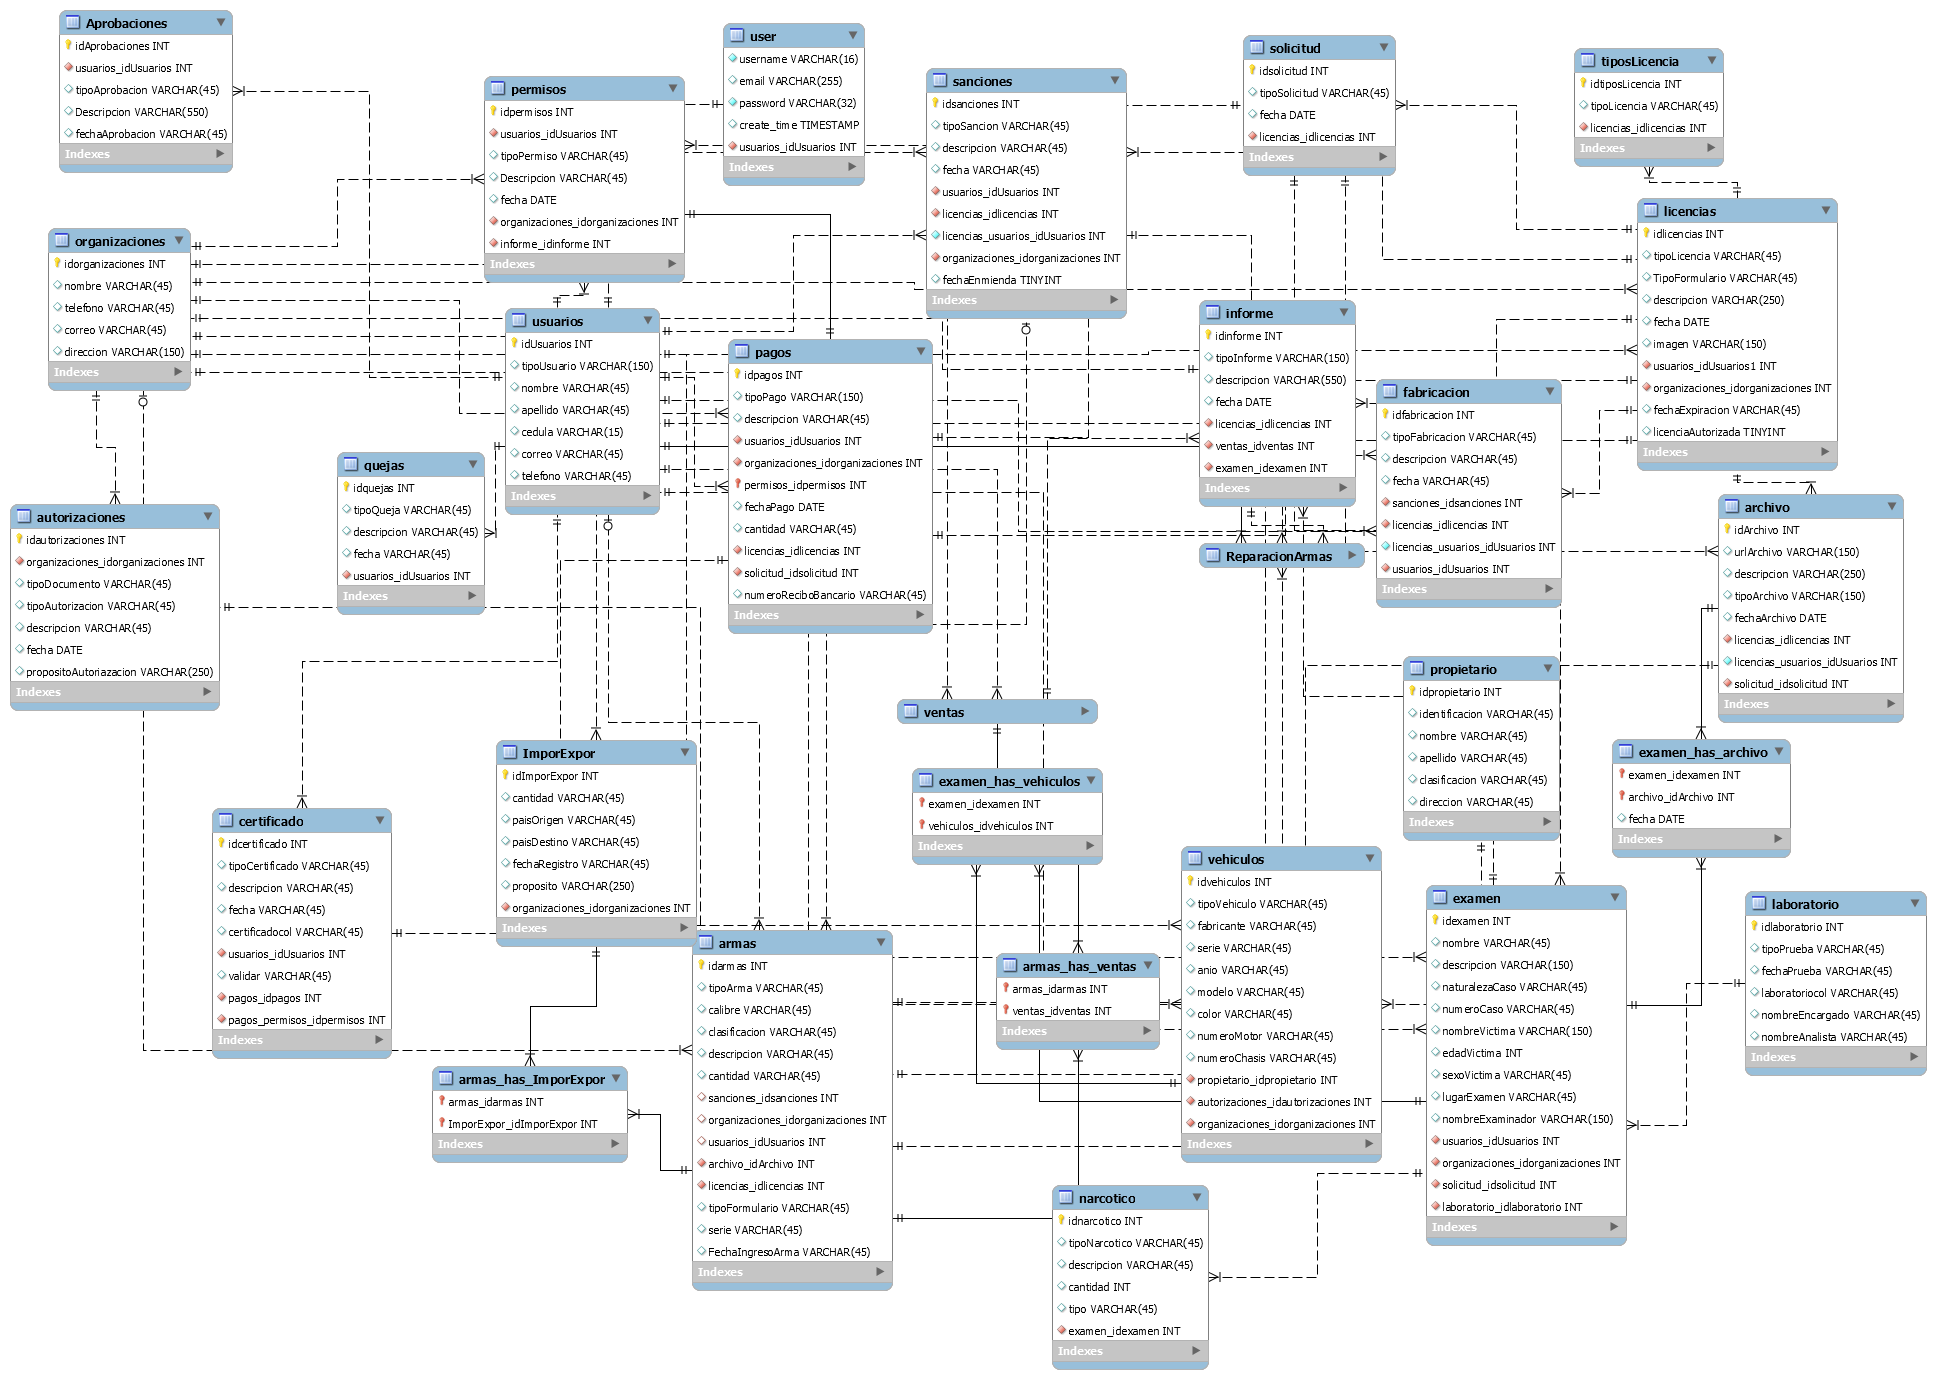 Aprobaciones
idAprobaciones INT
usuarios_idUsuarios INT
tipoAprobacion VARCHAR(45)
Descripcion VARCHAR(550)
fechaAprobacion VARCHAR(45)
Indexes
permisos
idpermisos INT
usuarios_idUsuarios INT
tipoPermiso VARCHAR(45)
Descripcion VARCHAR(45)
fecha DATE
organizaciones_idorganizaciones INT
informe_idinforme INT
Indexes
user
username VARCHAR(16)
email VARCHAR(255)
password VARCHAR(32)
create_time TIMESTAMP
usuarios_idUsuarios INT
Indexes
sanciones
idsanciones INT
tipoSancion VARCHAR(45)
descripcion VARCHAR(45)
fecha VARCHAR(45)
usuarios_idUsuarios INT
licencias_idlicencias INT
licencias_usuarios_idUsuarios INT
organizaciones_idorganizaciones INT
fechaEnmienda TINYINT
Indexes
solicitud
idsolicitud INT
tipoSolicitud VARCHAR(45)
fecha DATE
licencias_idlicencias INT
Indexes
tiposLicencia
idtiposLicencia INT
tipoLicencia VARCHAR(45)
licencias_idlicencias INT
Indexes
organizaciones
idorganizaciones INT
nombre VARCHAR(45)
telefono VARCHAR(45)
correo VARCHAR(45)
direccion VARCHAR(150)
Indexes
usuarios
idUsuarios INT
tipoUsuario VARCHAR(150)
nombre VARCHAR(45)
apellido VARCHAR(45)
cedula VARCHAR(15)
correo VARCHAR(45)
telefono VARCHAR(45)
Indexes
pagos
idpagos INT
tipoPago VARCHAR(150)
descripcion VARCHAR(45)
usuarios_idUsuarios INT
organizaciones_idorganizaciones INT
permisos_idpermisos INT
fechaPago DATE
cantidad VARCHAR(45)
licencias_idlicencias INT
solicitud_idsolicitud INT
numeroReciboBancario VARCHAR(45)
Indexes
informe
idinforme INT
tipoInforme VARCHAR(150)
descripcion VARCHAR(550)
fecha DATE
licencias_idlicencias INT
ventas_idventas INT
examen_idexamen INT
Indexes
fabricacion
idfabricacion INT
tipoFabricacion VARCHAR(45)
descripcion VARCHAR(45)
fecha VARCHAR(45)
sanciones_idsanciones INT
licencias_idlicencias INT
licencias_usuarios_idUsuarios INT
usuarios_idUsuarios INT
Indexes
licencias
idlicencias INT
tipoLicencia VARCHAR(45)
TipoFormulario VARCHAR(45)
descripcion VARCHAR(250)
fecha DATE
imagen VARCHAR(150)
usuarios_idUsuarios1 INT
organizaciones_idorganizaciones INT
fechaExpiracion VARCHAR(45)
licenciaAutorizada TINYINT
Indexes
quejas
idquejas INT
tipoQueja VARCHAR(45)
descripcion VARCHAR(45)
fecha VARCHAR(45)
usuarios_idUsuarios INT
Indexes
autorizaciones
idautorizaciones INT
organizaciones_idorganizaciones INT
tipoDocumento VARCHAR(45)
tipoAutorizacion VARCHAR(45)
descripcion VARCHAR(45)
fecha DATE
propositoAutoriazacion VARCHAR(250)
Indexes
ReparacionArmas
archivo
idArchivo INT
urlArchivo VARCHAR(150)
descripcion VARCHAR(250)
tipoArchivo VARCHAR(150)
fechaArchivo DATE
licencias_idlicencias INT
licencias_usuarios_idUsuarios INT
solicitud_idsolicitud INT
Indexes
propietario
idpropietario INT
identificacion VARCHAR(45)
nombre VARCHAR(45)
apellido VARCHAR(45)
clasificacion VARCHAR(45)
direccion VARCHAR(45)
Indexes
ventas
examen_has_archivo
examen_idexamen INT
archivo_idArchivo INT
fecha DATE
Indexes
ImporExpor
idImporExpor INT
cantidad VARCHAR(45)
paisOrigen VARCHAR(45)
paisDestino VARCHAR(45)
fechaRegistro VARCHAR(45)
proposito VARCHAR(250)
organizaciones_idorganizaciones INT
Indexes
examen_has_vehiculos
examen_idexamen INT
vehiculos_idvehiculos INT
Indexes
certificado
idcertificado INT
tipoCertificado VARCHAR(45)
descripcion VARCHAR(45)
fecha VARCHAR(45)
certificadocol VARCHAR(45)
usuarios_idUsuarios INT
validar VARCHAR(45)
pagos_idpagos INT
pagos_permisos_idpermisos INT
Indexes
vehiculos
idvehiculos INT
tipoVehiculo VARCHAR(45)
fabricante VARCHAR(45)
serie VARCHAR(45)
anio VARCHAR(45)
modelo VARCHAR(45)
color VARCHAR(45)
numeroMotor VARCHAR(45)
numeroChasis VARCHAR(45)
propietario_idpropietario INT
autorizaciones_idautorizaciones INT
organizaciones_idorganizaciones INT
Indexes
examen
idexamen INT
nombre VARCHAR(45)
descripcion VARCHAR(150)
naturalezaCaso VARCHAR(45)
numeroCaso VARCHAR(45)
nombreVictima VARCHAR(150)
edadVictima INT
sexoVictima VARCHAR(45)
lugarExamen VARCHAR(45)
nombreExaminador VARCHAR(150)
usuarios_idUsuarios INT
organizaciones_idorganizaciones INT
solicitud_idsolicitud INT
laboratorio_idlaboratorio INT
Indexes
laboratorio
idlaboratorio INT
tipoPrueba VARCHAR(45)
fechaPrueba VARCHAR(45)
laboratoriocol VARCHAR(45)
nombreEncargado VARCHAR(45)
nombreAnalista VARCHAR(45)
Indexes
armas
idarmas INT
tipoArma VARCHAR(45)
calibre VARCHAR(45)
clasificacion VARCHAR(45)
descripcion VARCHAR(45)
cantidad VARCHAR(45)
sanciones_idsanciones INT
organizaciones_idorganizaciones INT
usuarios_idUsuarios INT
archivo_idArchivo INT
licencias_idlicencias INT
tipoFormulario VARCHAR(45)
serie VARCHAR(45)
FechaIngresoArma VARCHAR(45)
Indexes
armas_has_ventas
armas_idarmas INT
ventas_idventas INT
Indexes
armas_has_ImporExpor
armas_idarmas INT
ImporExpor_idImporExpor INT
Indexes
narcotico
idnarcotico INT
tipoNarcotico VARCHAR(45)
descripcion VARCHAR(45)
cantidad INT
tipo VARCHAR(45)
examen_idexamen INT
Indexes